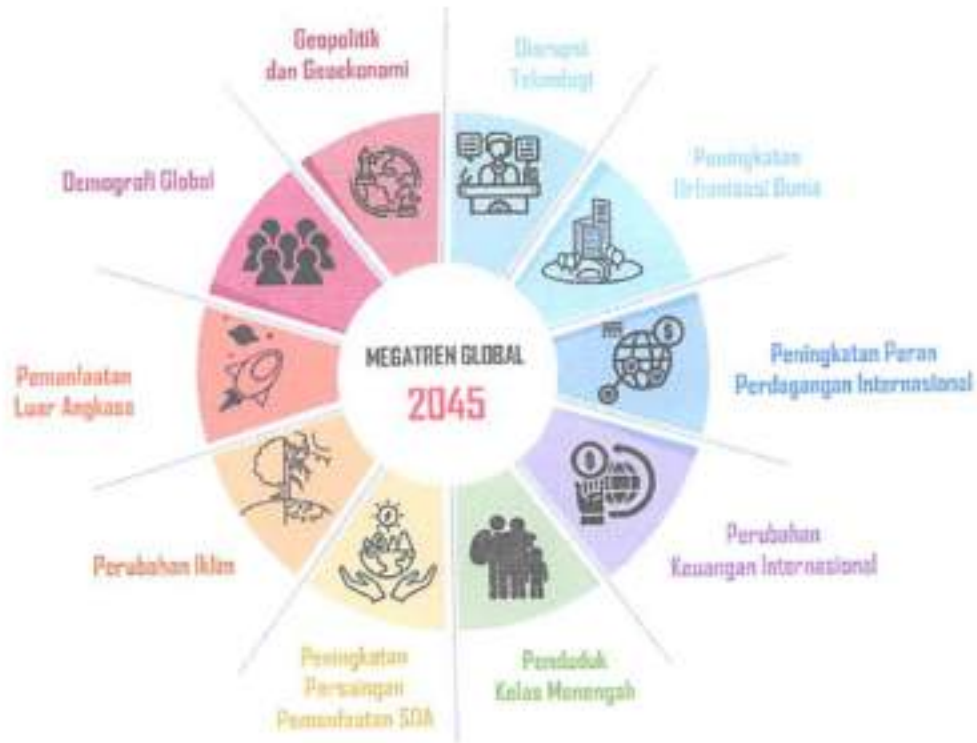 Geopolitik
dan Geoekonomi
Disrupsi
Teknologi
Peningkatan
Urbanisasi Dunia
Peningkatan Peran
Perdagangan Internasional
Perubahan
Keuangan Internasional
Penduduk
Kelas Menengah
Peningkatan
Persaingan
Pemanfaatan SDA
Perubahan Iklim
Pemanfaatan
Luar Angkasa
Demografi Global
MEGATREN GLOBAL
2045